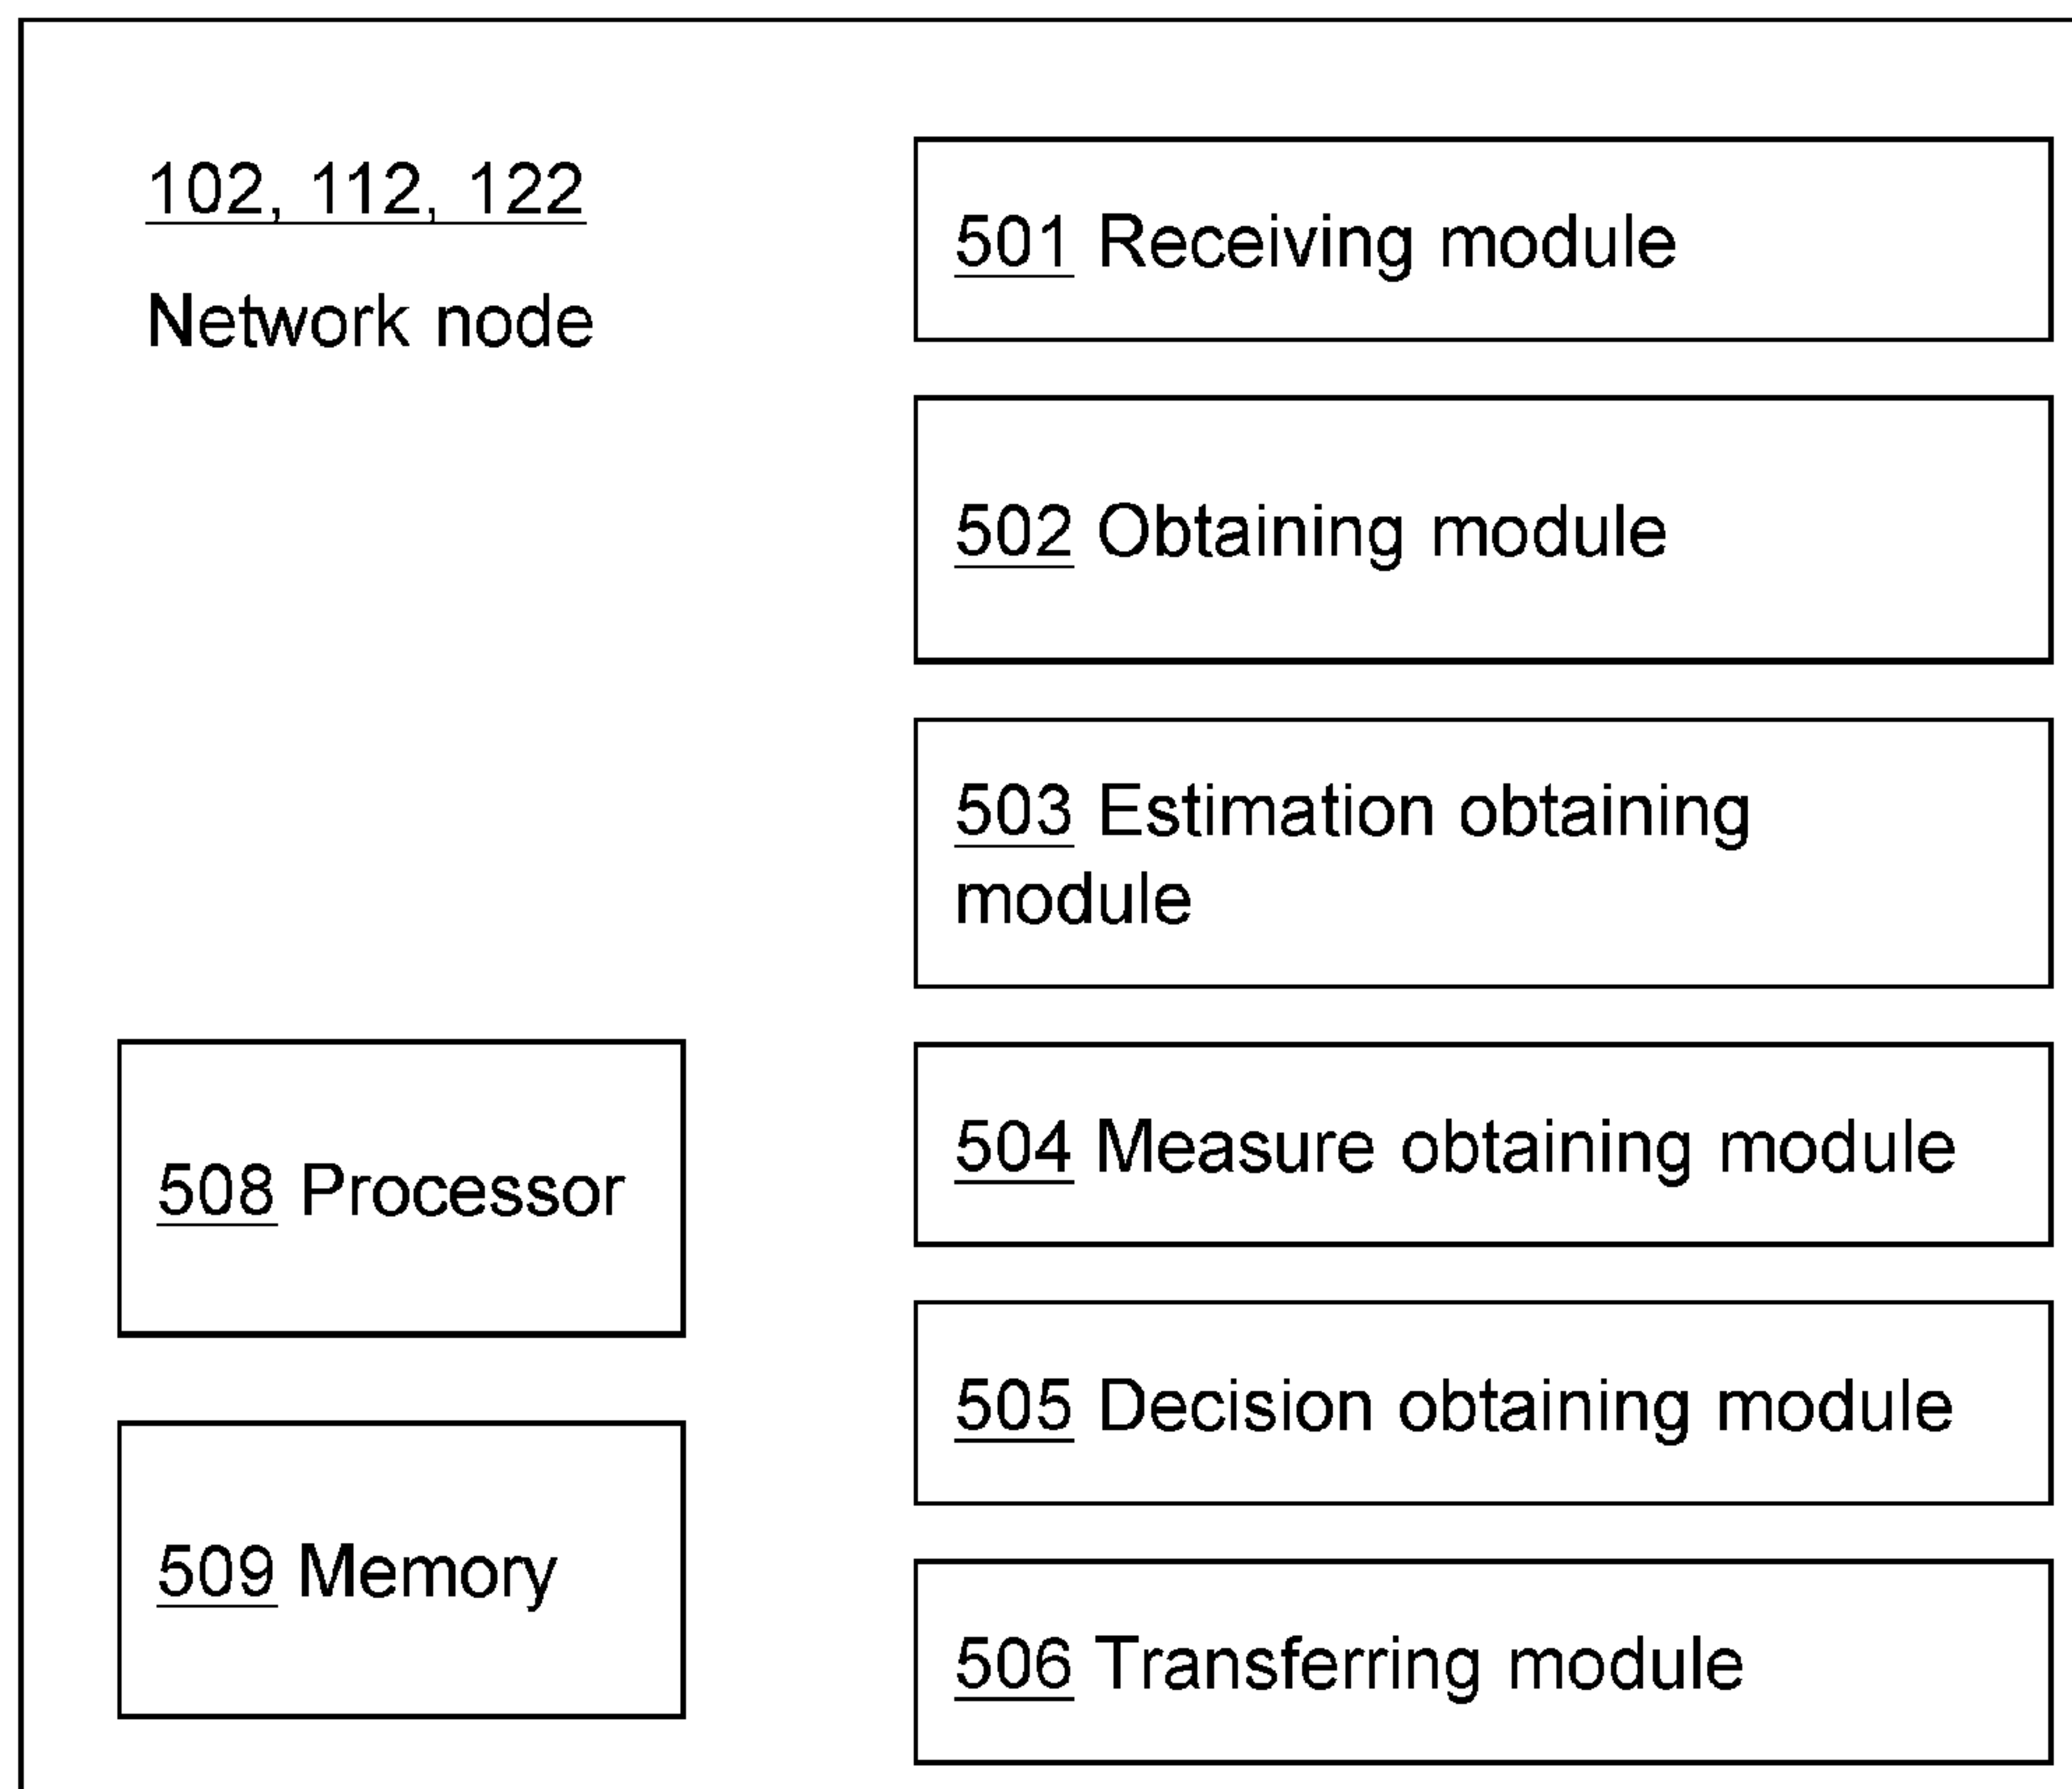 102, 112, 122
Network node
501 Receiving module
502 Obtaining module
503 Estimation obtaining
module
504 Measure obtaining module
508 Processor
505 Decision obtaining module
509 Memory
506 Transferring module